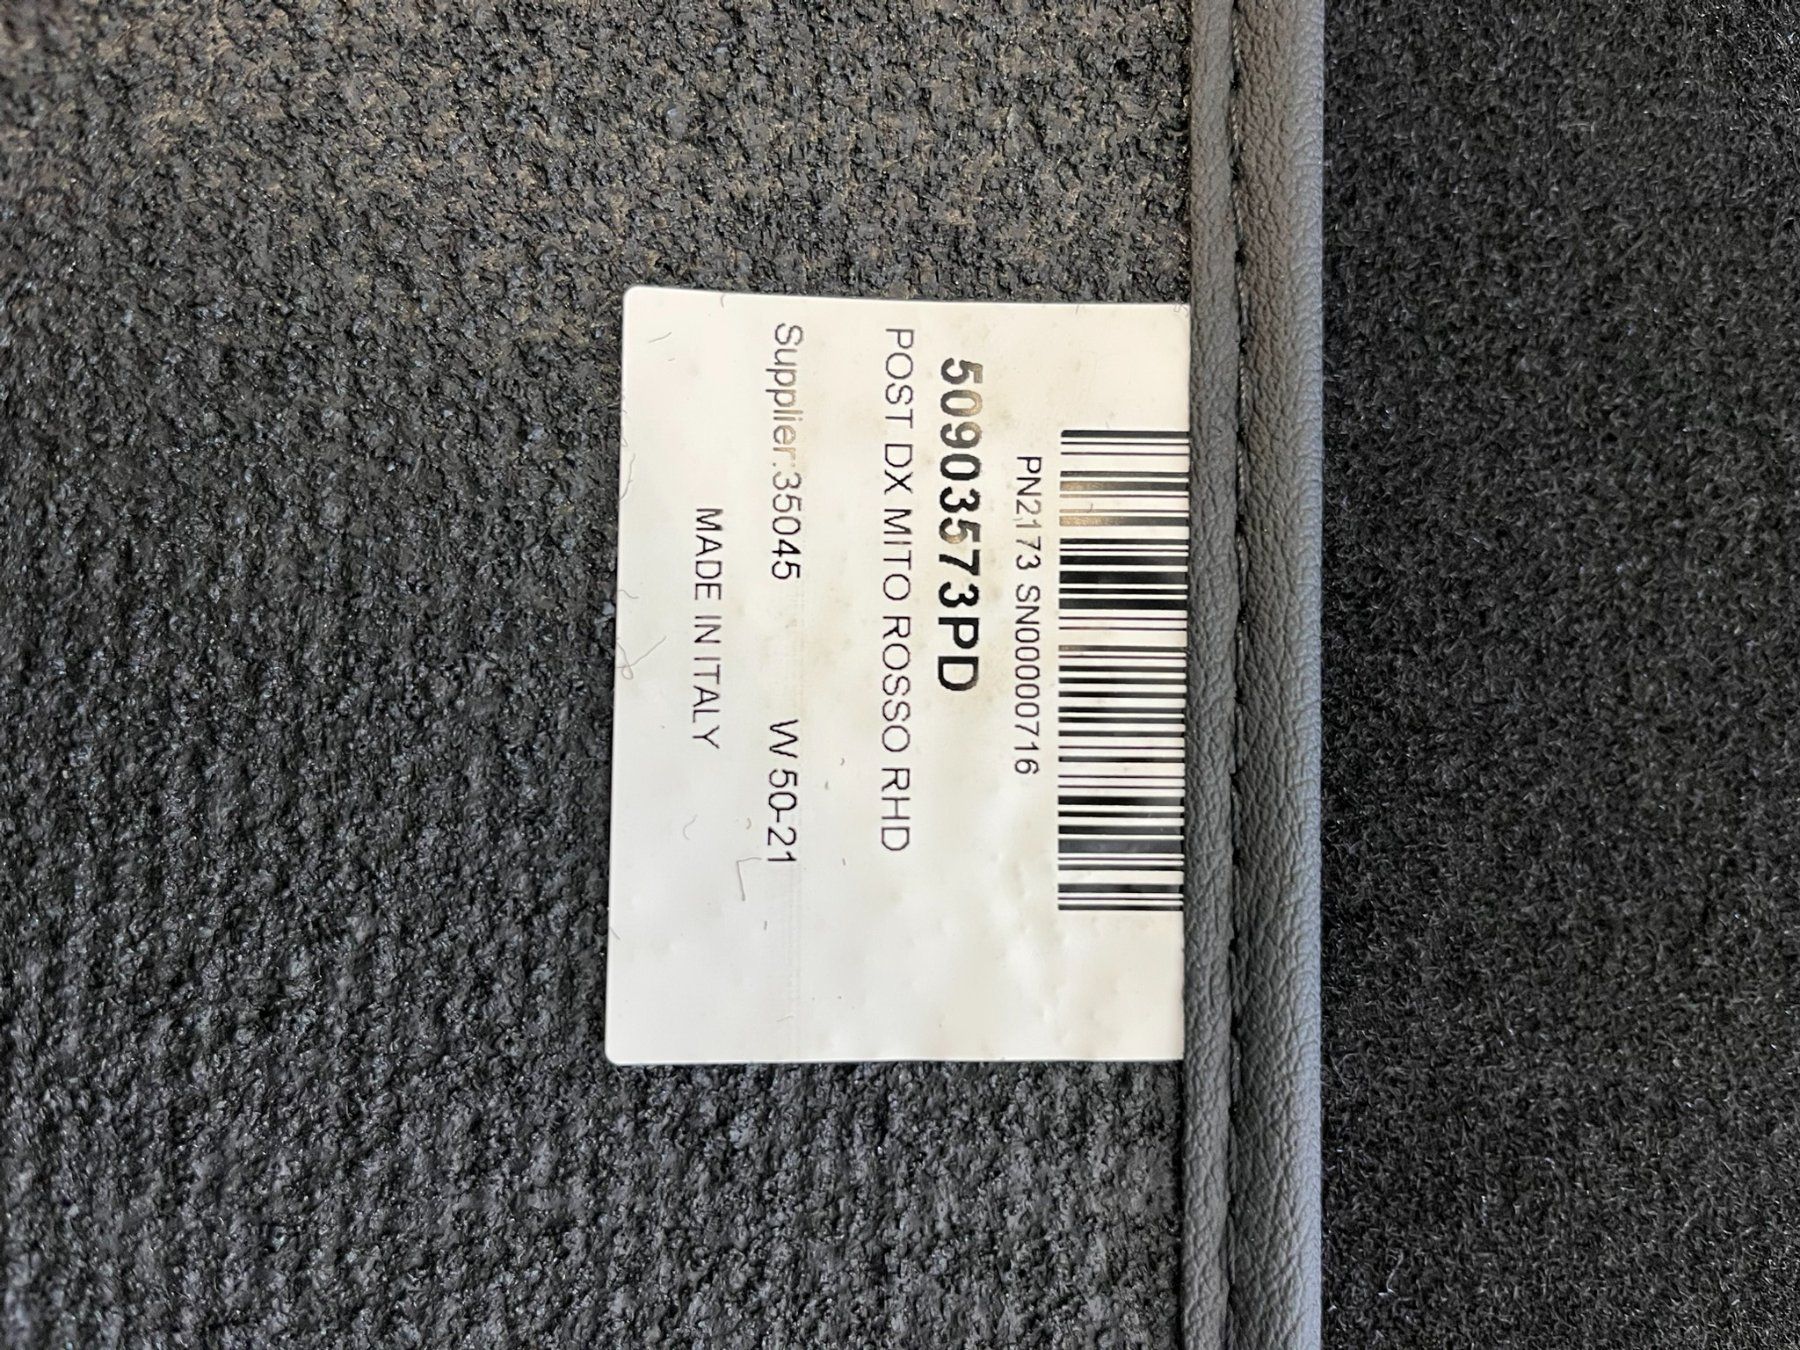 PN2173 SN00000716
50903573PD
POST DX MITO ROSSO RHD
Supplier:35045 W 50-21
MADE IN ITALY